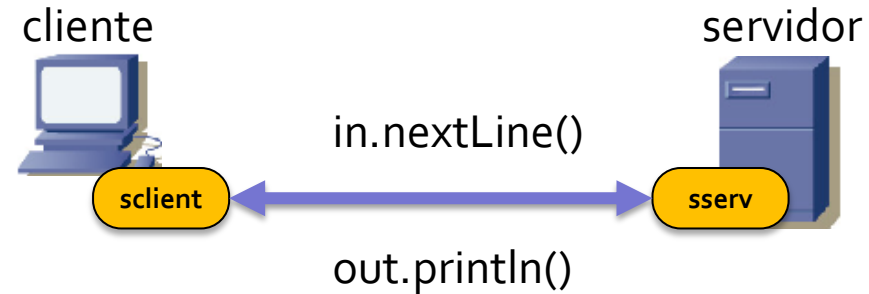 cliente
servidor
in.nextLine()
sclient
sserv
out.println()